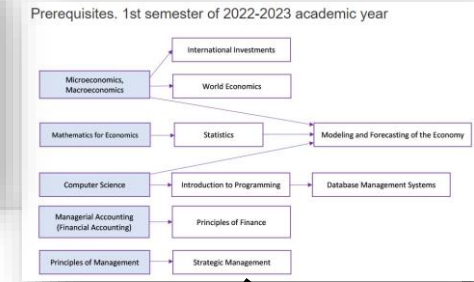 Prerequisites. 1st semester of 2022-2023 academic year
International Investments
Microeconomics,
Macroeconomics
World Economics
Mathematics for Economics
Statistics
Modeling and Forecasting of the Economy
Computer Science
Introduction to Programming
Database Management Systems
Managerial Accounting
(Financial Accounting)
Principles of Finance
Principles of Management
Strategic Management